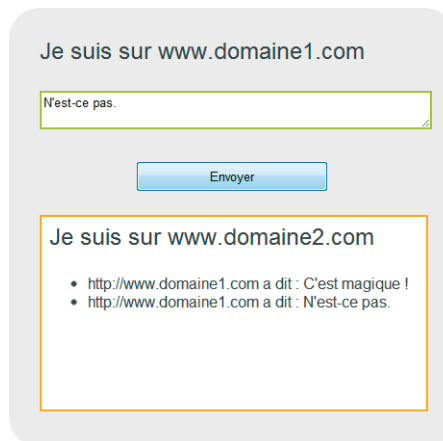 Je suis sur www.domaine1.com
N'est-ce pas.
Envoyer
Je suis sur www.domaine2.com
http://www.domaine1.com a dit : C'est magique !
http://www.domaine1.com a dit : N'est-ce pas.